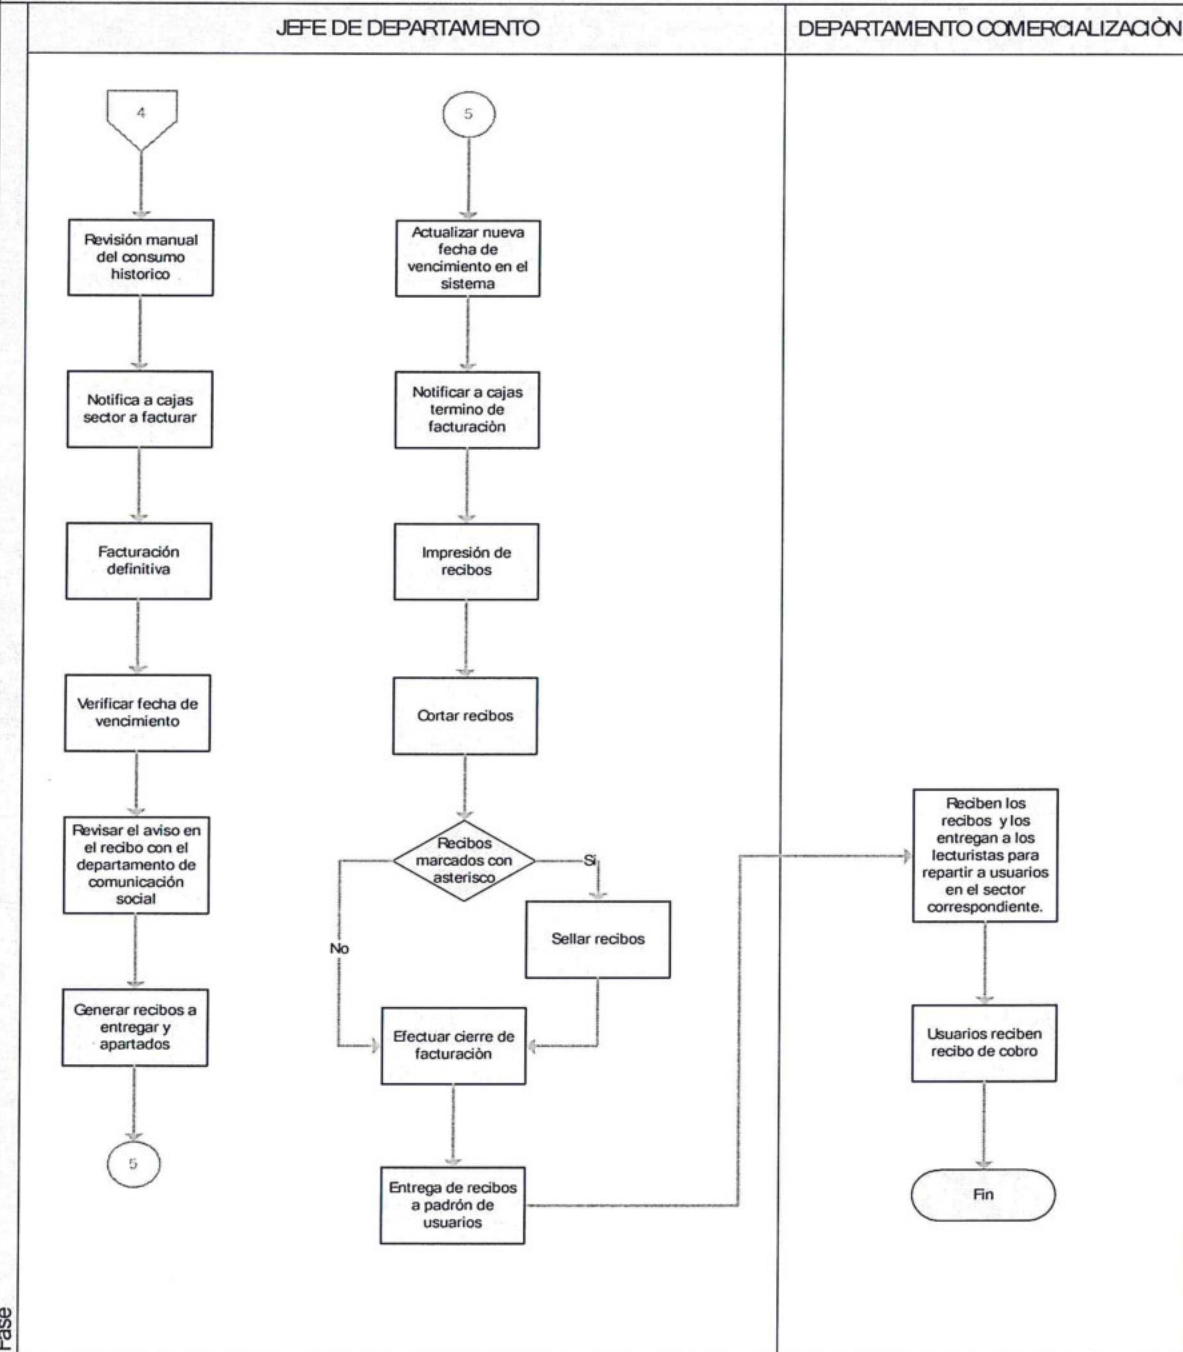 JEFE DE DEPARTAMENTO
DEPARTAMENTO COMERCIALIZACIÒN
4
Revisión manual
del consumo
historico
Notifica a cajas
sector a facturar
Facturación
definitiva
Verificar fecha de
vencimiento
Revisar el aviso en
el recibo con el
departamento de
comunicación
social
Generar recibos a
entregar y
apartados
5
5
Actualizar nueva
fecha de
vencimiento en el
sistema
Notificar a cajas
termino de
facturaciòn
Impresión de
recibos
Cortar recibos
Recibos
marcados con
asterisco
Si
No
Sellar recibos
Efectuar cierre de
facturaciòn
Entrega de recibos
a padrón de
usuarios
Reciben los
recibos y los
entregan a los
lecturistas para
repartir a usuarios
en el sector
correspondiente.
Usuarios reciben
recibo de cobro
Fin
Fase